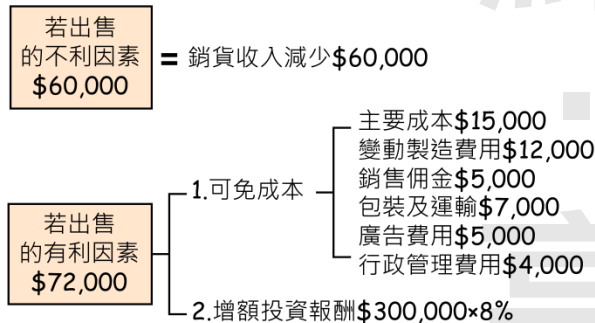 若出售
的不利因素
$60,000
= 銷貨收入減少$60,000
若出售
的有利因素
$72,000
1.可免成本
主要成本$15,000
變動製造費用$12,000
銷售佣金$5,000
包裝及運輸$7,000
廣告費用$5,000
行政管理費用$4,000
2.增額投資報酬$300,000×8%